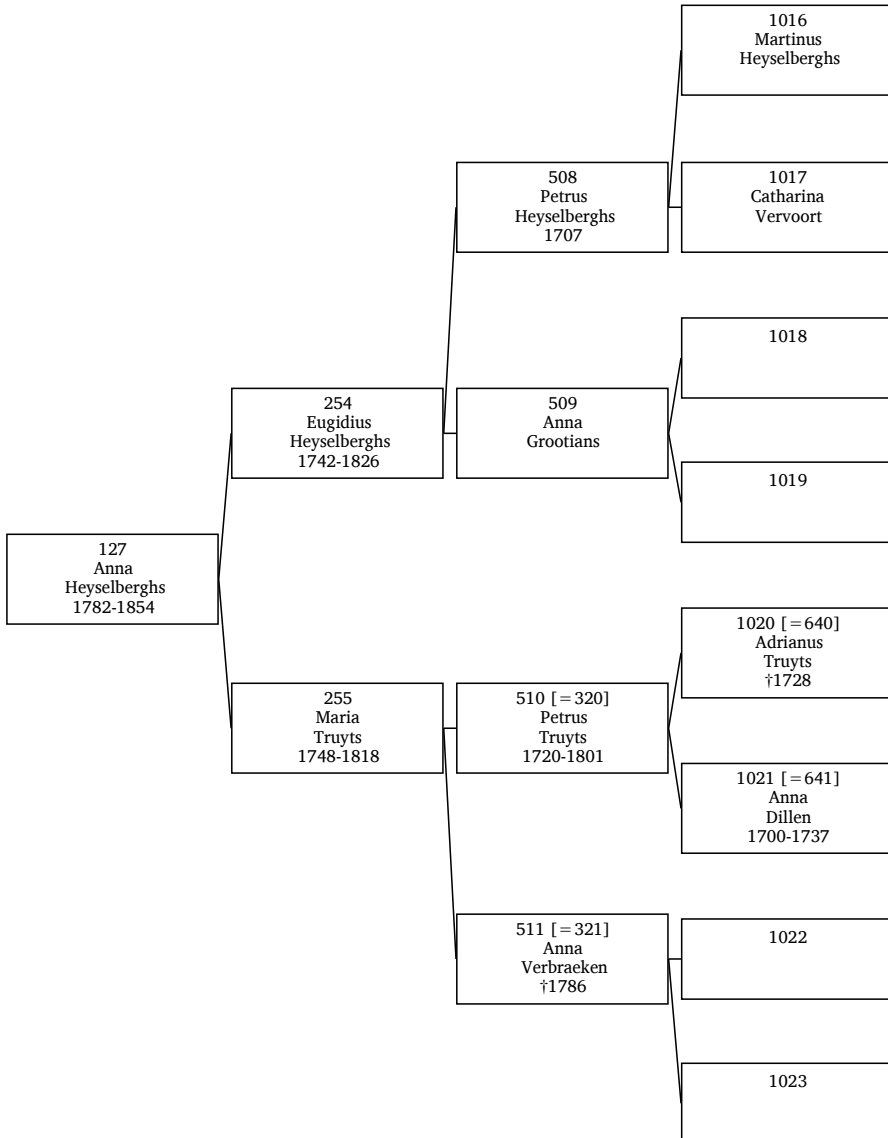 1016
Martinus
Heyselberghs
508
Petrus
Heyselberghs
1707
1017
Catharina
Vervoort
1018
254
Eugidius
Heyselberghs
1742-1826
509
Anna
Grootians
1019
127
Anna
Heyselberghs
1782-1854
1020 [=640]
Adrianus
Truyts
†1728
255
Maria
Truyts
1748-1818
510 [=320]
Petrus
Truyts
1720-1801
1021 [=641]
Anna
Dillen
1700-1737
511 [=321]
Anna
Verbraeken
†1786
1022
1023